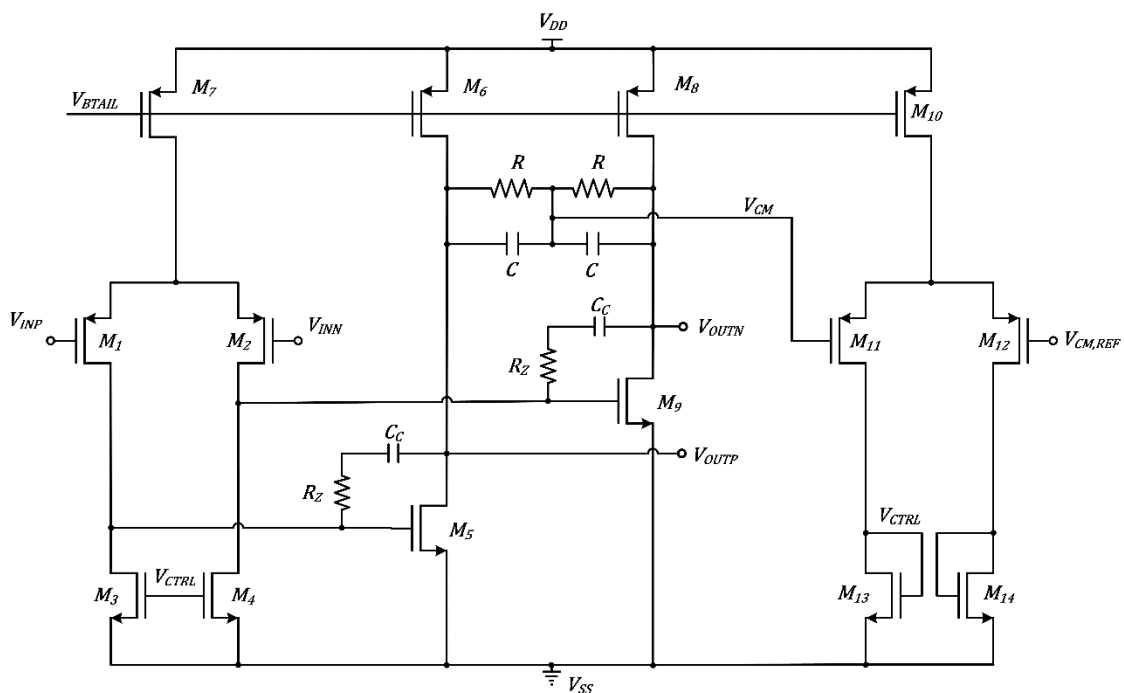 V_DD
M_7
M_6
M_8
V_BTAIL
M_10
R
R
V_CM
C
C
C_C
V_INP
V_INN
V_OUTN
M_1
M_2
M_11
M_12
V_CM,REF
R_Z
M_9
C_C
V_OUTP
R_Z
M_5
V_CTRL
V_CTRL
M_3
M_4
M_13
M_14
V_SS